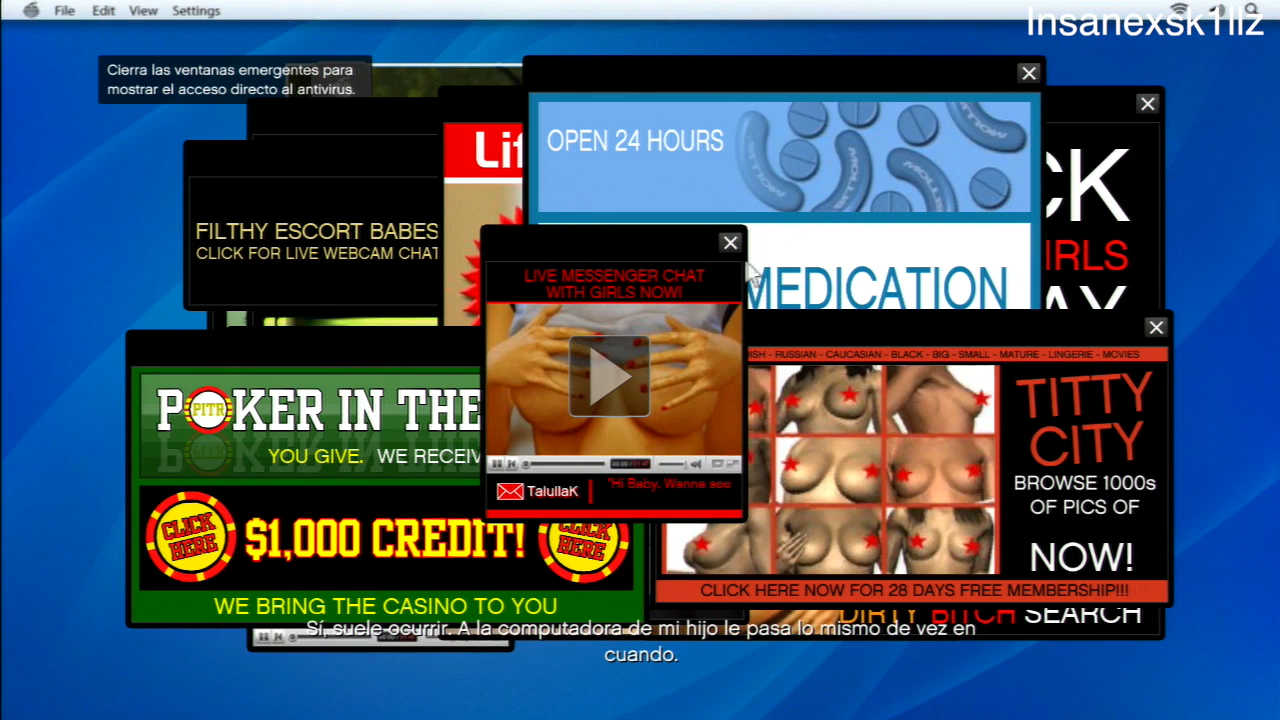 File Edit View Settings
Insanexsk1llz
Cierra las ventanas emergentes para
mostrar el acceso directo al antivirus.
OPEN 24 HOURS
MOLLIS
MOLLIS
MOLLIS
MOLLIS
MEDICATION
FILTHY ESCORT BABES
CLICK FOR LIVE WEBCAM CHAT
LIVE MESSENGER CHAT
WITH GIRLS NOW!
TalullaK
"Hi Baby. Wanna see
POKER IN THE
PITR
YOU GIVE. WE RECEIV
CLICK
HERE
$1,000 CREDIT!
CLICK
HERE
WE BRING THE CASINO TO YOU
- RUSSIAN - CAUCASIAN - BLACK - BIG - SMALL - MATURE - LINGERIE - MOVIES
TITTY
CITY
BROWSE 1000s
OF PICS OF
NOW!
CLICK HERE NOW FOR 28 DAYS FREE MEMBERSHIP!!!
DIRTY BITCH SEARCH
Sí, suele ocurrir. A la computadora de mi hijo le pasa lo mismo de vez en
cuando.